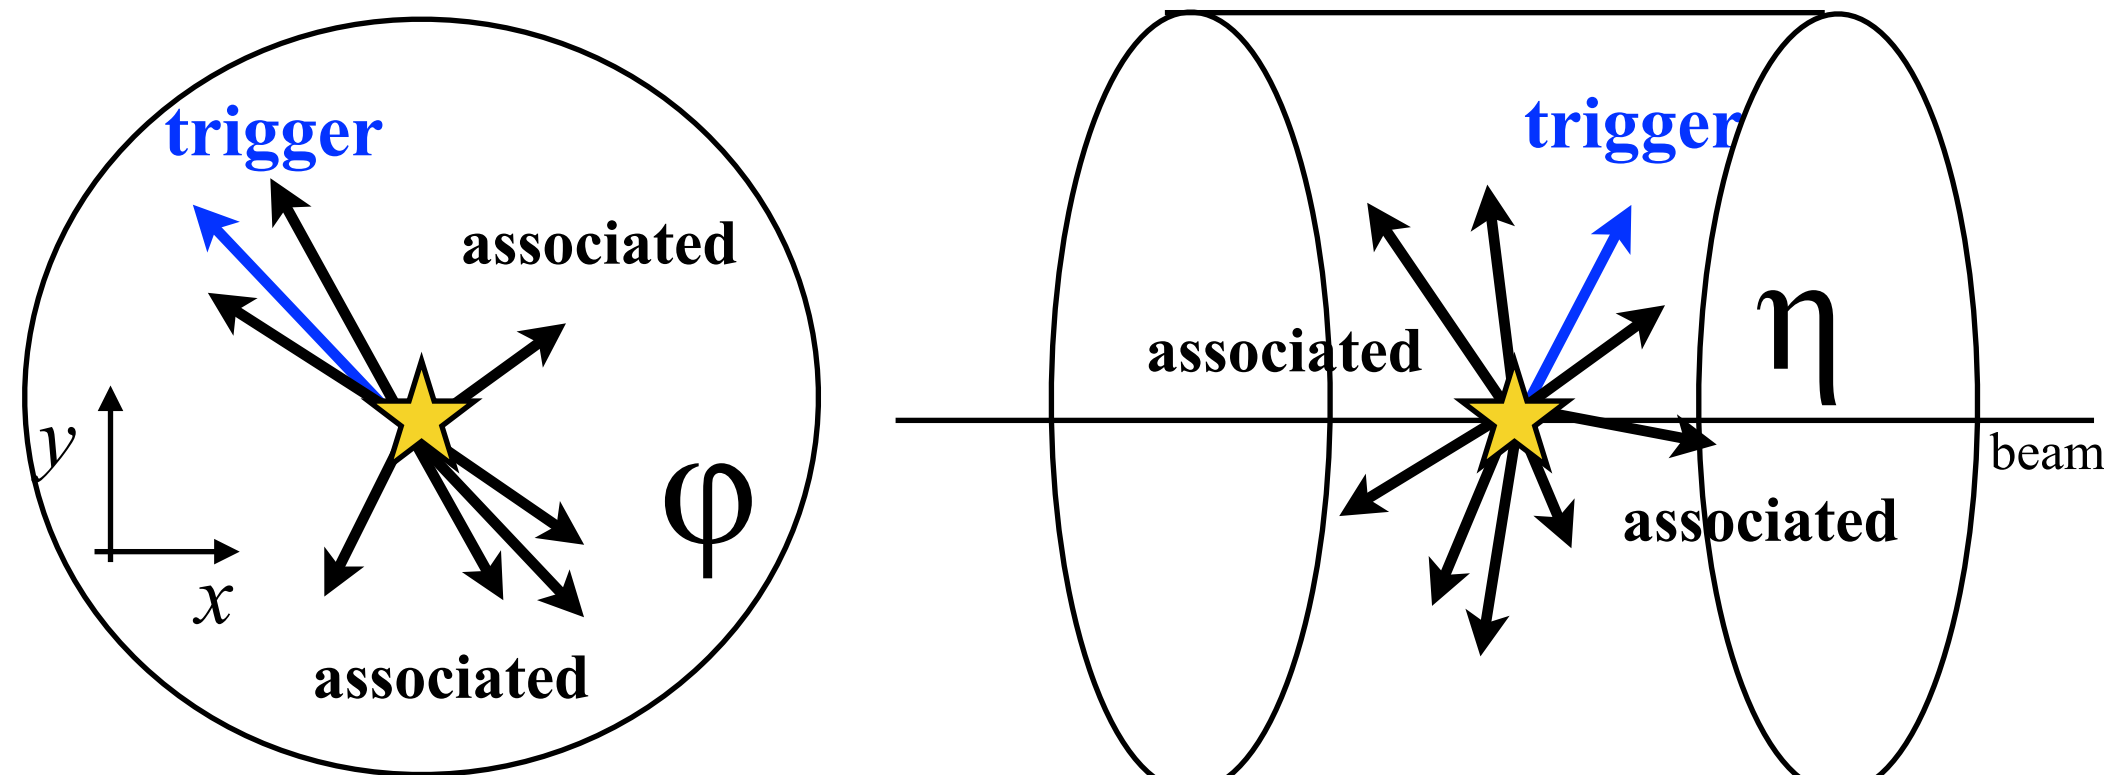 trigger
associated
y
φ
x
associated
trigger
η
associated
beam
associated